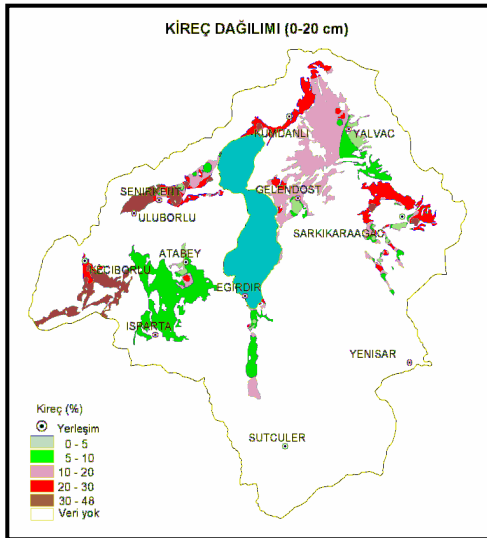 KİREÇ DAĞILIMI (0-20 cm)
KUMDANLI
YALVAC
SENIRKENT
GELENDOST
ULUBORLU
SARKIKARAAGAC
ATABEY
KECIBORLU
EGIRDIR
ISPARTA
YENISAR
SUTCULER
Kireç (%)
Yerleşim
0 - 5
5 - 10
10 - 20
20 - 30
30 - 48
Veri yok